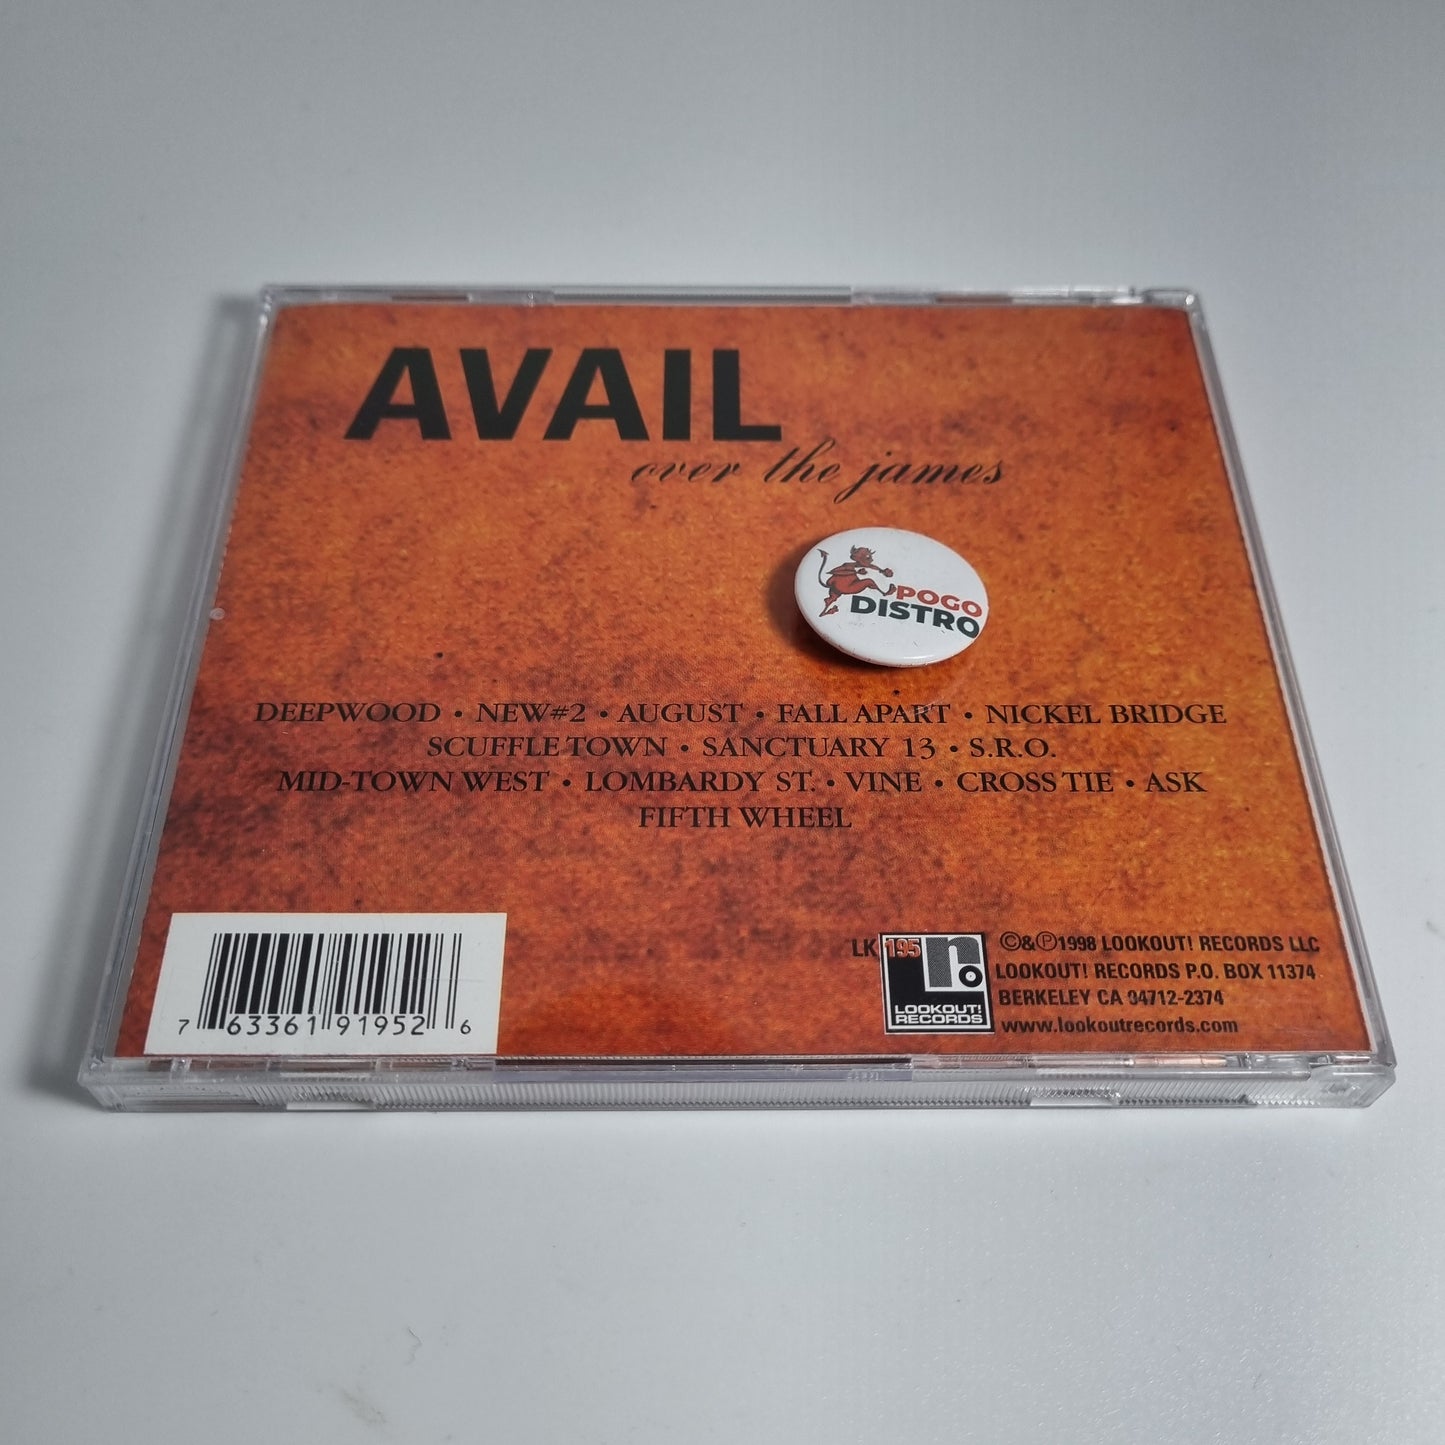 AVAIL
over the james
POGO
DISTRO
DEEPWOOD • NEW#2 • AUGUST • FALL APART • NICKEL BRIDGE
SCUFFLE TOWN • SANCTUARY 13 • S.R.O.
MID-TOWN WEST • LOMBARDY ST. • VINE • CROSS TIE • ASK
FIFTH WHEEL
7 63361 91952 6
LK 195
r.
LOOKOUT!
RECORDS
©&℗1998 LOOKOUT! RECORDS LLC
LOOKOUT! RECORDS P.O. BOX 11374
BERKELEY CA 04712-2374
www.lookoutrecords.com